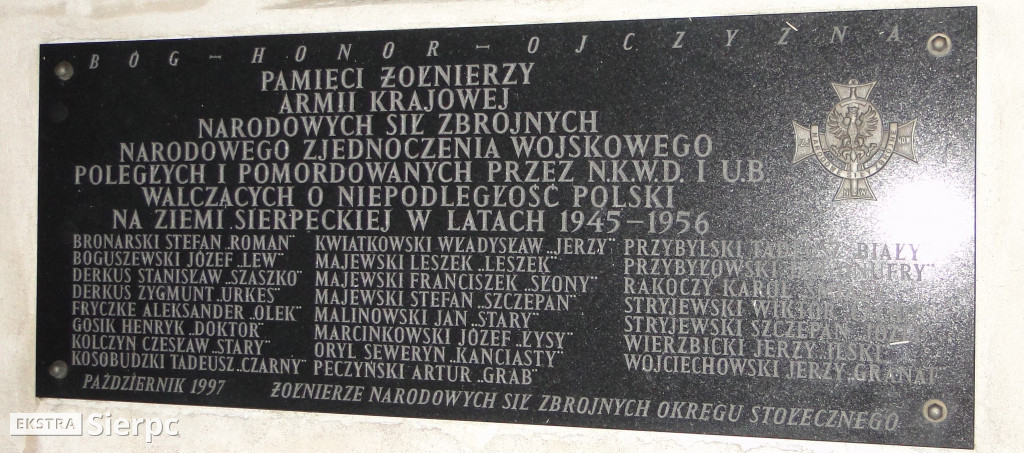 BÓG – HONOR – OJCZYZNA
PAMIĘCI ŻOŁNIERZY
ARMII KRAJOWEJ
NARODOWYCH SIŁ ZBROJNYCH
NARODOWEGO ZJEDNOCZENIA WOJSKOWEGO
POLEGŁYCH I POMORDOWANYCH PRZEZ N.K.W.D. I U.B.
WALCZĄCYCH O NIEPODLEGŁOŚĆ POLSKI
NA ZIEMI SIERPECKIEJ W LATACH 1945–1956
BRONARSKI STEFAN „ROMAN”
BOGUSZEWSKI JÓZEF „LEW”
DERKUS STANISŁAW „SZASZKO”
DERKUS ZYGMUNT „URKES”
FRYCZKE ALEKSANDER „OLEK”
GOSIK HENRYK „DOKTOR”
KOLCZYN CZESŁAW „STARY”
KOSOBUDZKI TADEUSZ „CZARNY”
KWIATKOWSKI WŁADYSŁAW „JERZY”
MAJEWSKI LESZEK „LESZEK”
MAJEWSKI FRANCISZEK „SŁONY”
MAJEWSKI STEFAN „SZCZEPAN”
MALINOWSKI JAN „STARY”
MARCINKOWSKI JÓZEF „ŁYSY”
ORYL SEWERYN „KANCIASTY”
PECZYŃSKI ARTUR „GRAB”
PRZYBYLSKI TADEUSZ „BIAŁY”
PRZYBYŁOWSKI
RAKOCZY KAROL
STRYJEWSKI WIKTOR
STRYJEWSKI SZCZEPAN
WIERZBICKI JERZY
WOJCIECHOWSKI JERZY „GRANAT”
PAŹDZIERNIK 1997
ŻOŁNIERZE NARODOWYCH SIŁ ZBROJNYCH OKRĘGU STOŁECZNEGO
EKSTRA Sierpc